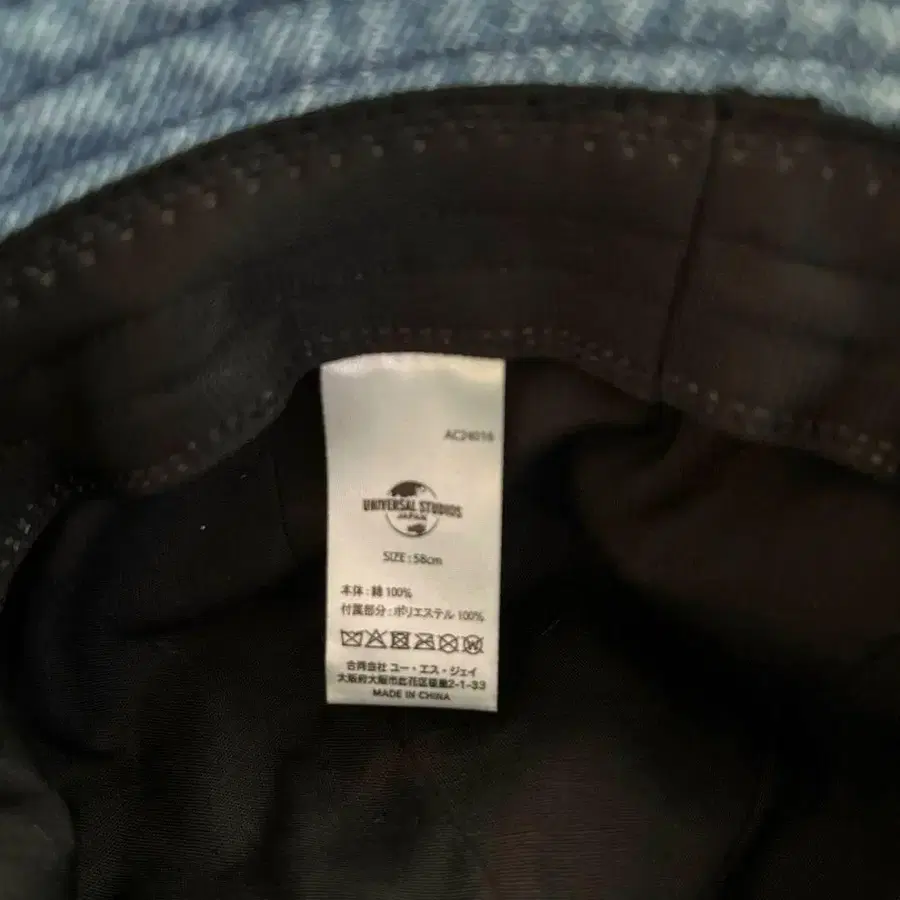 AC24016
UNIVERSAL STUDIOS
JAPAN
SIZE : 58cm
本体 : 綿 100%
付属部分 : ポリエステル 100%
合同会社 ユー・エス・ジェイ
大阪府大阪市此花区桜島2-1-33
MADE IN CHINA